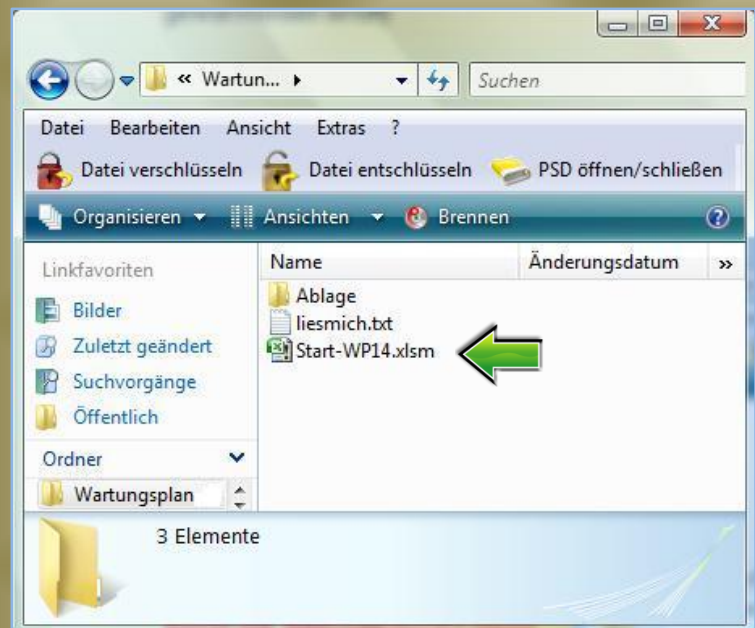 « Wartun...
Suchen
Datei Bearbeiten Ansicht Extras ?
Datei verschlüsseln Datei entschlüsseln PSD öffnen/schließen
Organisieren Ansichten Brennen
Linkfavoriten
Bilder
Zuletzt geändert
Suchvorgänge
Öffentlich
Ordner
Wartungsplan
Name Änderungsdatum »
Ablage
liesmich.txt
Start-WP14.xlsm
3 Elemente